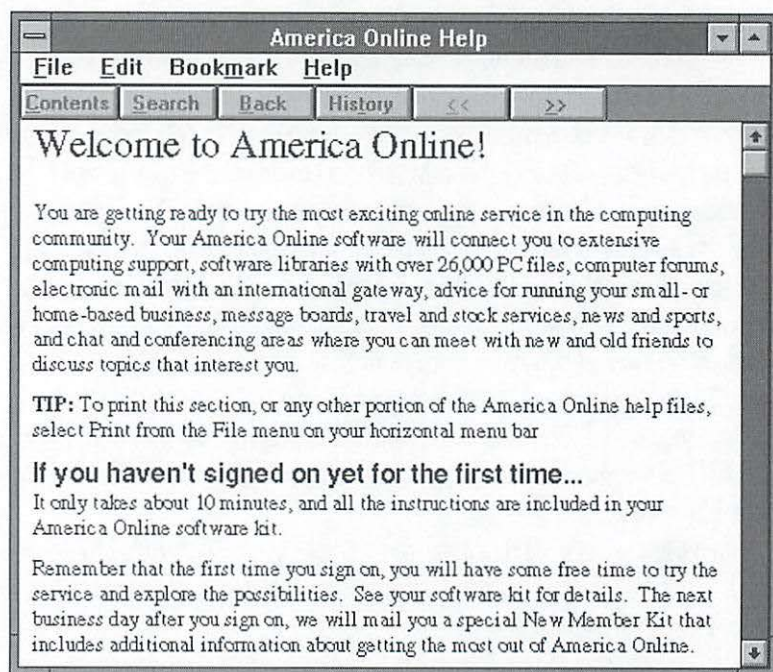 America Online Help
File Edit Bookmark Help
Contents Search Back History << >>
Welcome to America Online!
You are getting ready to try the most exciting online service in the computing
community. Your America Online software will connect you to extensive
computing support, software libraries with over 26,000 PC files, computer forums,
electronic mail with an international gateway, advice for running your small- or
home-based business, message boards, travel and stock services, news and sports,
and chat and conferencing areas where you can meet with new and old friends to
discuss topics that interest you.
TIP: To print this section, or any other portion of the America Online help files,
select Print from the File menu on your horizontal menu bar
If you haven't signed on yet for the first time...
It only takes about 10 minutes, and all the instructions are included in your
America Online software kit.
Remember that the first time you sign on, you will have some free time to try the
service and explore the possibilities. See your software kit for details. The next
business day after you sign on, we will mail you a special New Member Kit that
includes additional information about getting the most out of America Online.